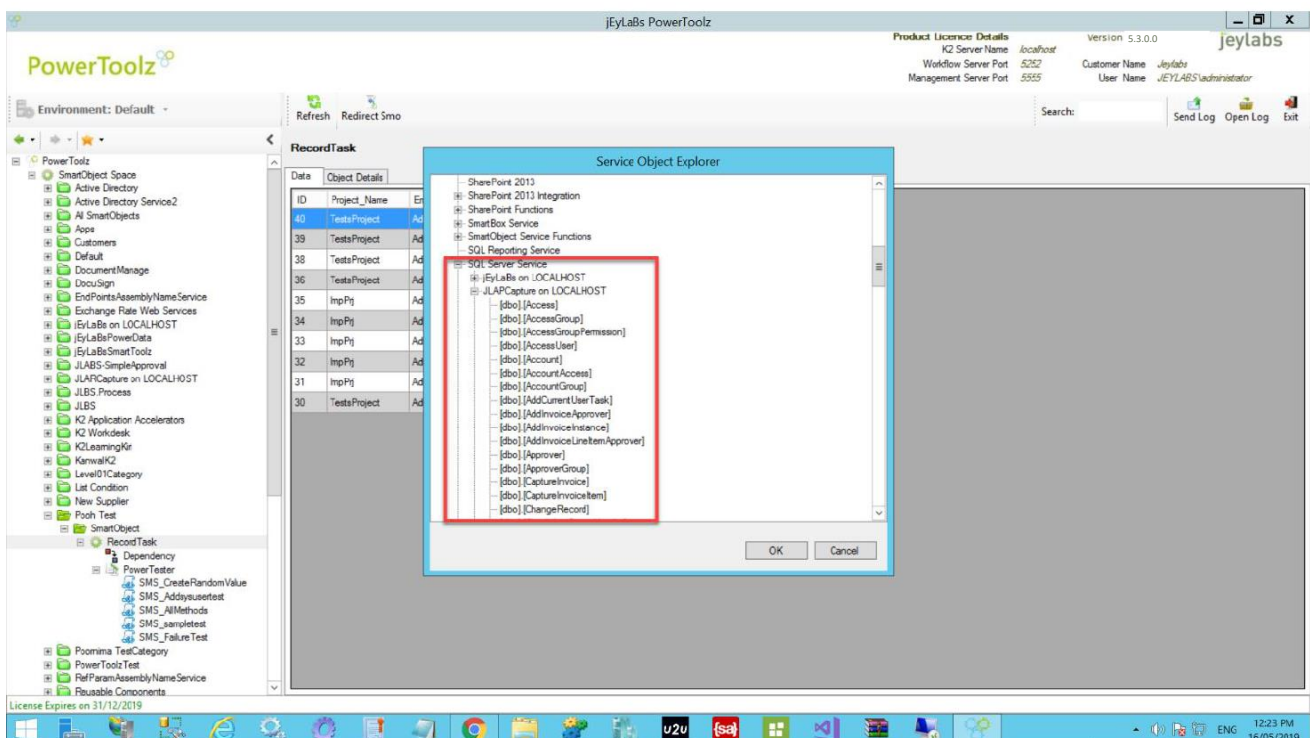 jEyLaBs PowerToolz
PowerToolz
Product Licence Details
K2 Server Name localhost
Workflow Server Port 5252
Management Server Port 5555
Version 5.3.0.0
Customer Name Jeylabs
User Name JEYLABS\administrator
jeylabs
Environment: Default
Refresh
Redirect Smo
Search:
Send Log
Open Log
Exit
PowerToolz
SmartObject Space
Active Directory
Active Directory Service2
All SmartObjects
Apps
Customers
Default
DocumentManage
DocuSign
EndPointsAssemblyNameService
Exchange Rate Web Services
jEyLaBs on LOCALHOST
jEyLaBsPowerData
jEyLaBsSmartToolz
JLABS-SimpleApproval
JLAPCapture on LOCALHOST
JLBS.Process
JLBS
K2 Application Accelerators
K2 Workdesk
KanwalK2
Level01Category
List Condition
New Supplier
Pooh Test
SmartObject
RecordTask
Dependency
PowerTester
SMS_CreateRandomValue
SMS_Addsysusertest
SMS_AllMethods
SMS_sampletest
SMS_FailureTest
Poornima TestCategory
PowerToolzTest
RefParamAssemblyNameService
Reusable Components
RecordTask
Data
Object Details
ID Project_Name
40 TestsProject
39 TestsProject
38 TestsProject
36 TestsProject
35 ImpPrj
34 ImpPrj
33 ImpPrj
32 ImpPrj
31 ImpPrj
30 TestsProject
Service Object Explorer
SharePoint 2013
SharePoint 2013 Integration
SharePoint Functions
SmartBox Service
SmartObject Service Functions
SQL Reporting Service
SQL Server Service
jEyLaBs on LOCALHOST
JLAPCapture on LOCALHOST
[dbo].[Access]
[dbo].[AccessGroup]
[dbo].[AccessGroupPermission]
[dbo].[AccessUser]
[dbo].[Account]
[dbo].[AccountAccess]
[dbo].[AccountGroup]
[dbo].[AddCurrentUserTask]
[dbo].[AddInvoiceApprover]
[dbo].[AddInvoiceInstance]
[dbo].[AddInvoiceLineItemApprover]
[dbo].[Approver]
[dbo].[ApproverGroup]
[dbo].[CaptureInvoice]
[dbo].[CaptureInvoiceItem]
[dbo].[ChangeRecord]
OK
Cancel
License Expires on 31/12/2019
U2U
{sa}
ENG
12:23 PM
16/05/2019